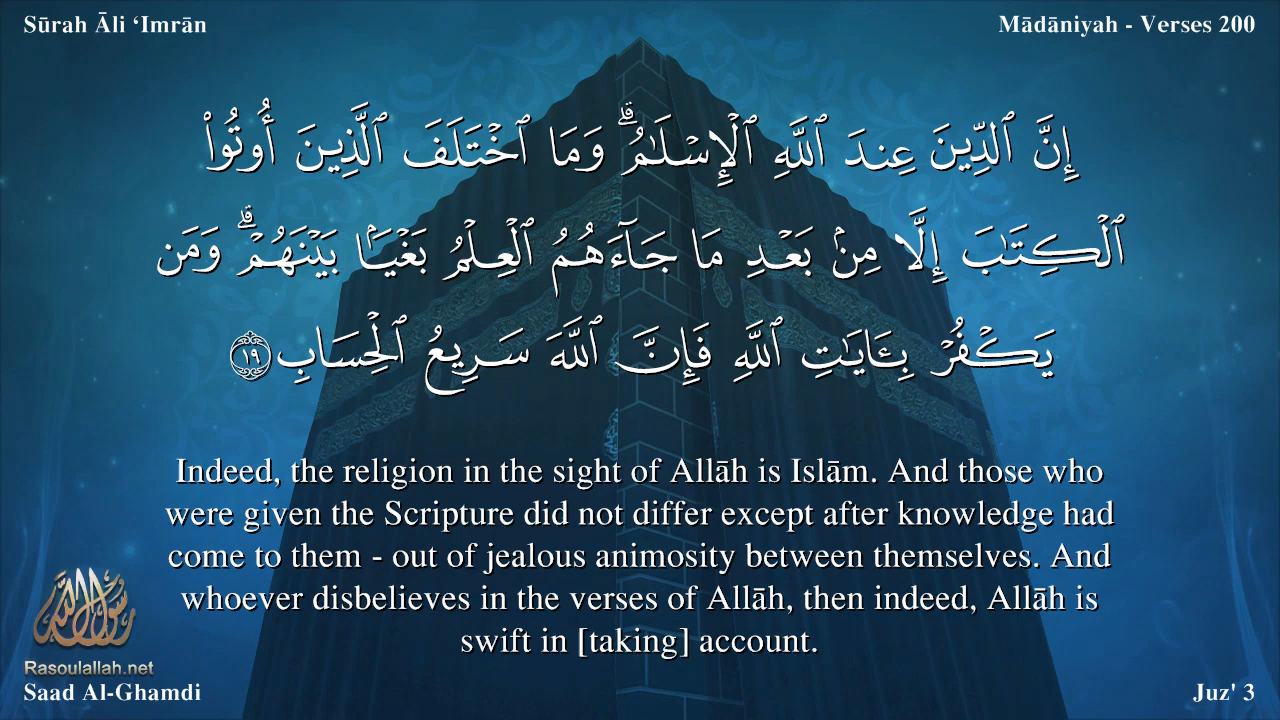 Sūrah Āli ‘Imrān
Mādāniyah - Verses 200
إِنَّ ٱلدِّينَ عِندَ ٱللَّهِ ٱلْإِسْلَـٰمُ ۗ وَمَا ٱخْتَلَفَ ٱلَّذِينَ أُوتُوا۟
ٱلْكِتَـٰبَ إِلَّا مِنۢ بَعْدِ مَا جَآءَهُمُ ٱلْعِلْمُ بَغْيًۢا بَيْنَهُمْ ۗ وَمَن
يَكْفُرْ بِـَٔايَـٰتِ ٱللَّهِ فَإِنَّ ٱللَّهَ سَرِيعُ ٱلْحِسَابِ ١٩
Indeed, the religion in the sight of Allāh is Islām. And those who
were given the Scripture did not differ except after knowledge had
come to them - out of jealous animosity between themselves. And
whoever disbelieves in the verses of Allāh, then indeed, Allāh is
swift in [taking] account.
رسول الله
Rasoulallah.net
Saad Al-Ghamdi
Juz' 3